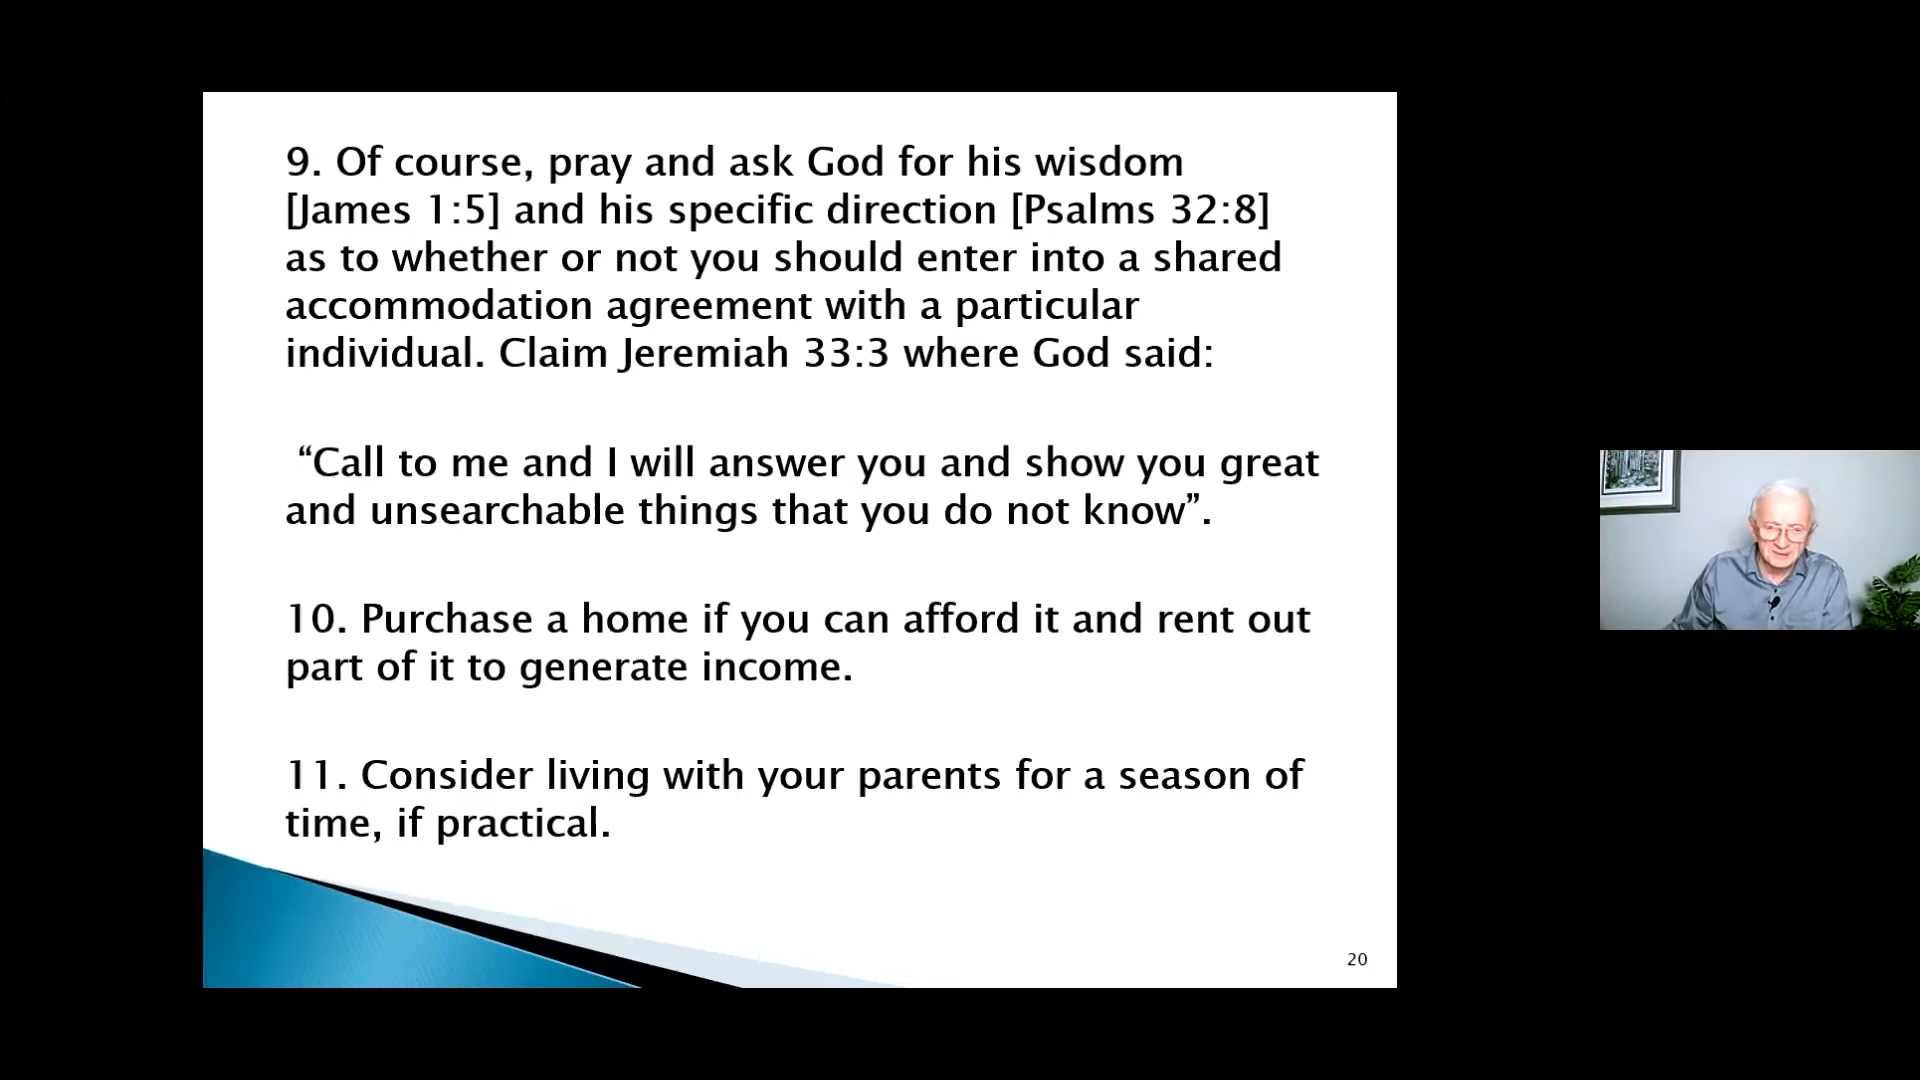 9. Of course, pray and ask God for his wisdom
[James 1:5] and his specific direction [Psalms 32:8]
as to whether or not you should enter into a shared
accommodation agreement with a particular
individual. Claim Jeremiah 33:3 where God said:
“Call to me and I will answer you and show you great
and unsearchable things that you do not know”.
10. Purchase a home if you can afford it and rent out
part of it to generate income.
11. Consider living with your parents for a season of
time, if practical.
20